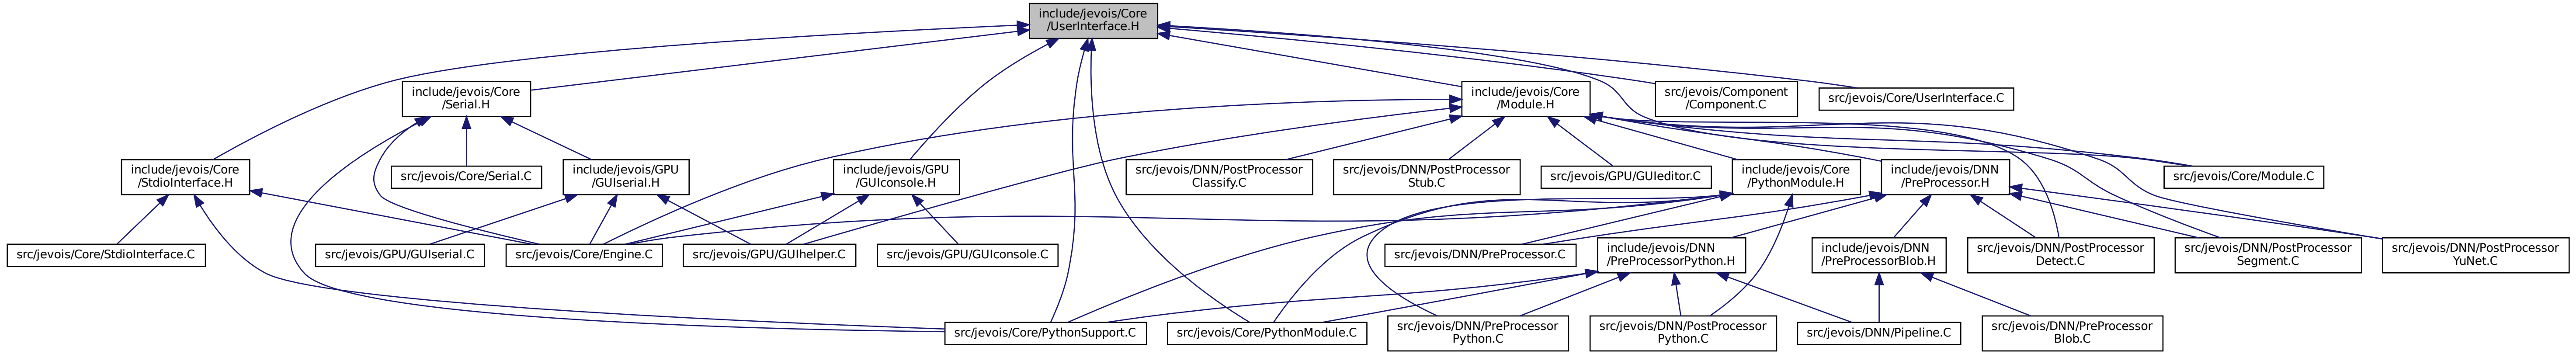 include/jevois/Core
/UserInterface.H
include/jevois/Core
/Serial.H
include/jevois/Core
/Module.H
src/jevois/Component
/Component.C
src/jevois/Core/UserInterface.C
include/jevois/Core
/StdioInterface.H
src/jevois/Core/Serial.C
include/jevois/GPU
/GUIserial.H
include/jevois/GPU
/GUIconsole.H
src/jevois/DNN/PostProcessor
Classify.C
src/jevois/DNN/PostProcessor
Stub.C
src/jevois/GPU/GUIeditor.C
include/jevois/Core
/PythonModule.H
include/jevois/DNN
/PreProcessor.H
src/jevois/Core/Module.C
src/jevois/Core/StdioInterface.C
src/jevois/GPU/GUIserial.C
src/jevois/Core/Engine.C
src/jevois/GPU/GUIhelper.C
src/jevois/GPU/GUIconsole.C
src/jevois/DNN/PreProcessor.C
include/jevois/DNN
/PreProcessorPython.H
include/jevois/DNN
/PreProcessorBlob.H
src/jevois/DNN/PostProcessor
Detect.C
src/jevois/DNN/PostProcessor
Segment.C
src/jevois/DNN/PostProcessor
YuNet.C
src/jevois/Core/PythonSupport.C
src/jevois/Core/PythonModule.C
src/jevois/DNN/PreProcessor
Python.C
src/jevois/DNN/PostProcessor
Python.C
src/jevois/DNN/Pipeline.C
src/jevois/DNN/PreProcessor
Blob.C